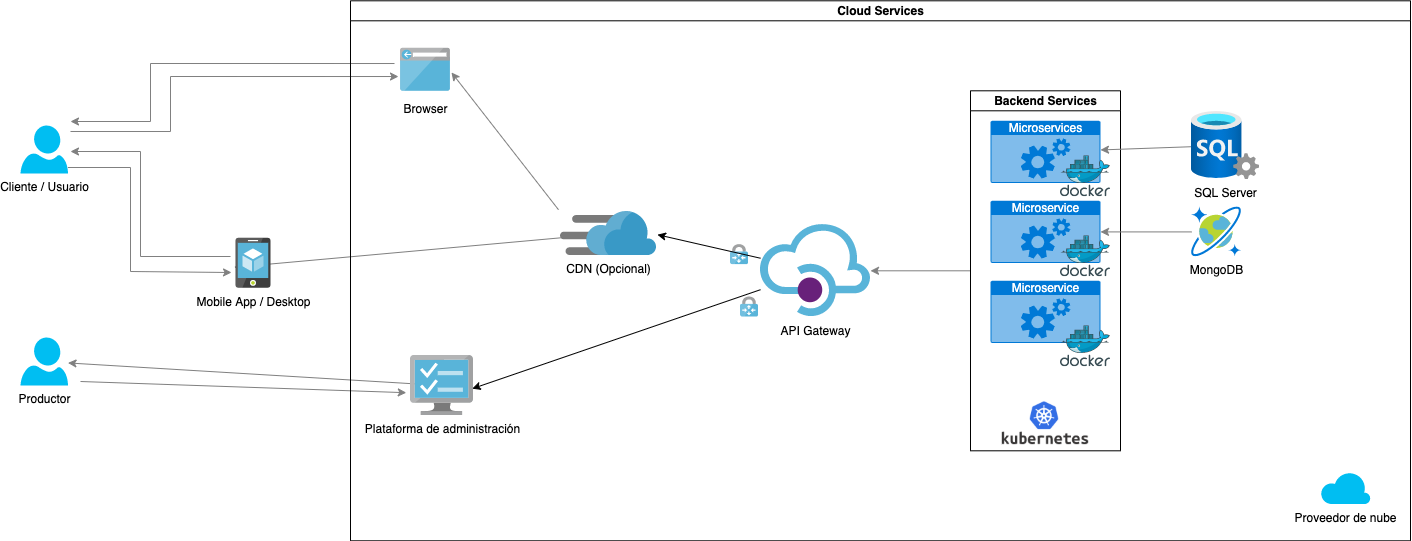 Cloud Services
Browser
Cliente / Usuario
Mobile App / Desktop
CDN (Opcional)
Productor
Plataforma de administración
API Gateway
Backend Services
Microservices
docker
Microservice
docker
Microservice
docker
kubernetes
SQL
SQL Server
MongoDB
Proveedor de nube